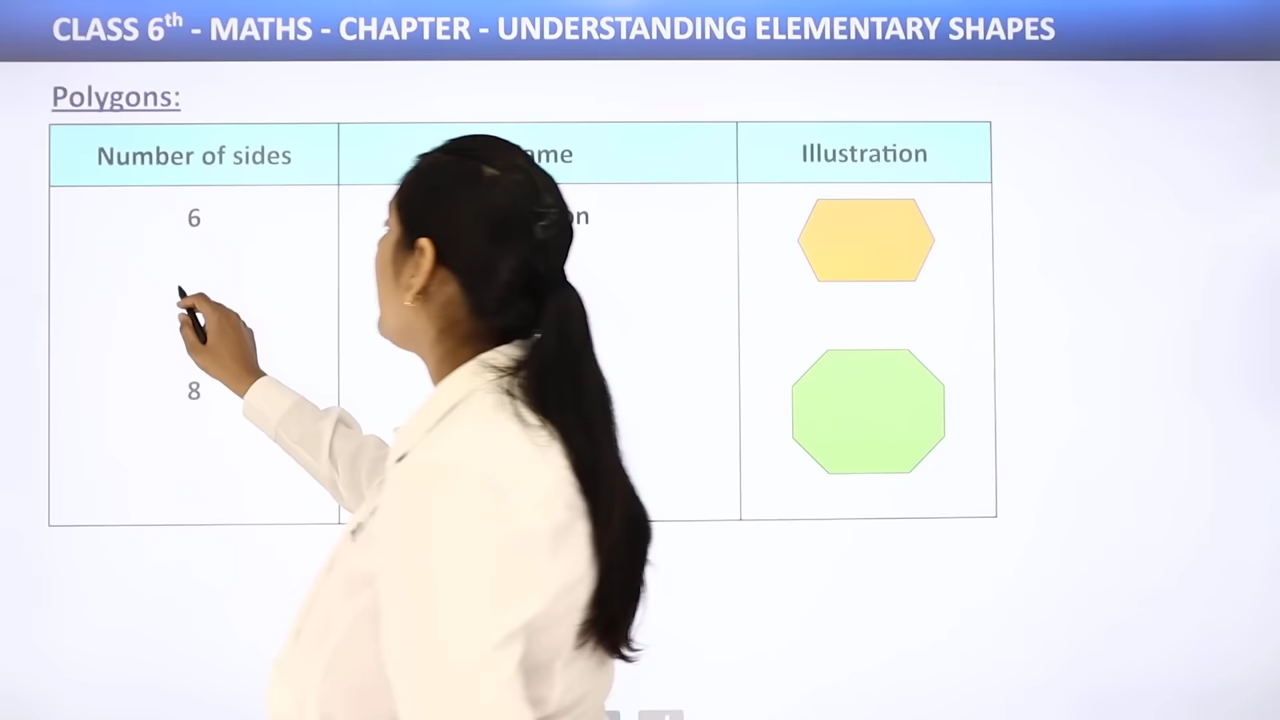 CLASS 6th - MATHS - CHAPTER - UNDERSTANDING ELEMENTARY SHAPES
Polygons:
Number of sides
Illustration
6
8